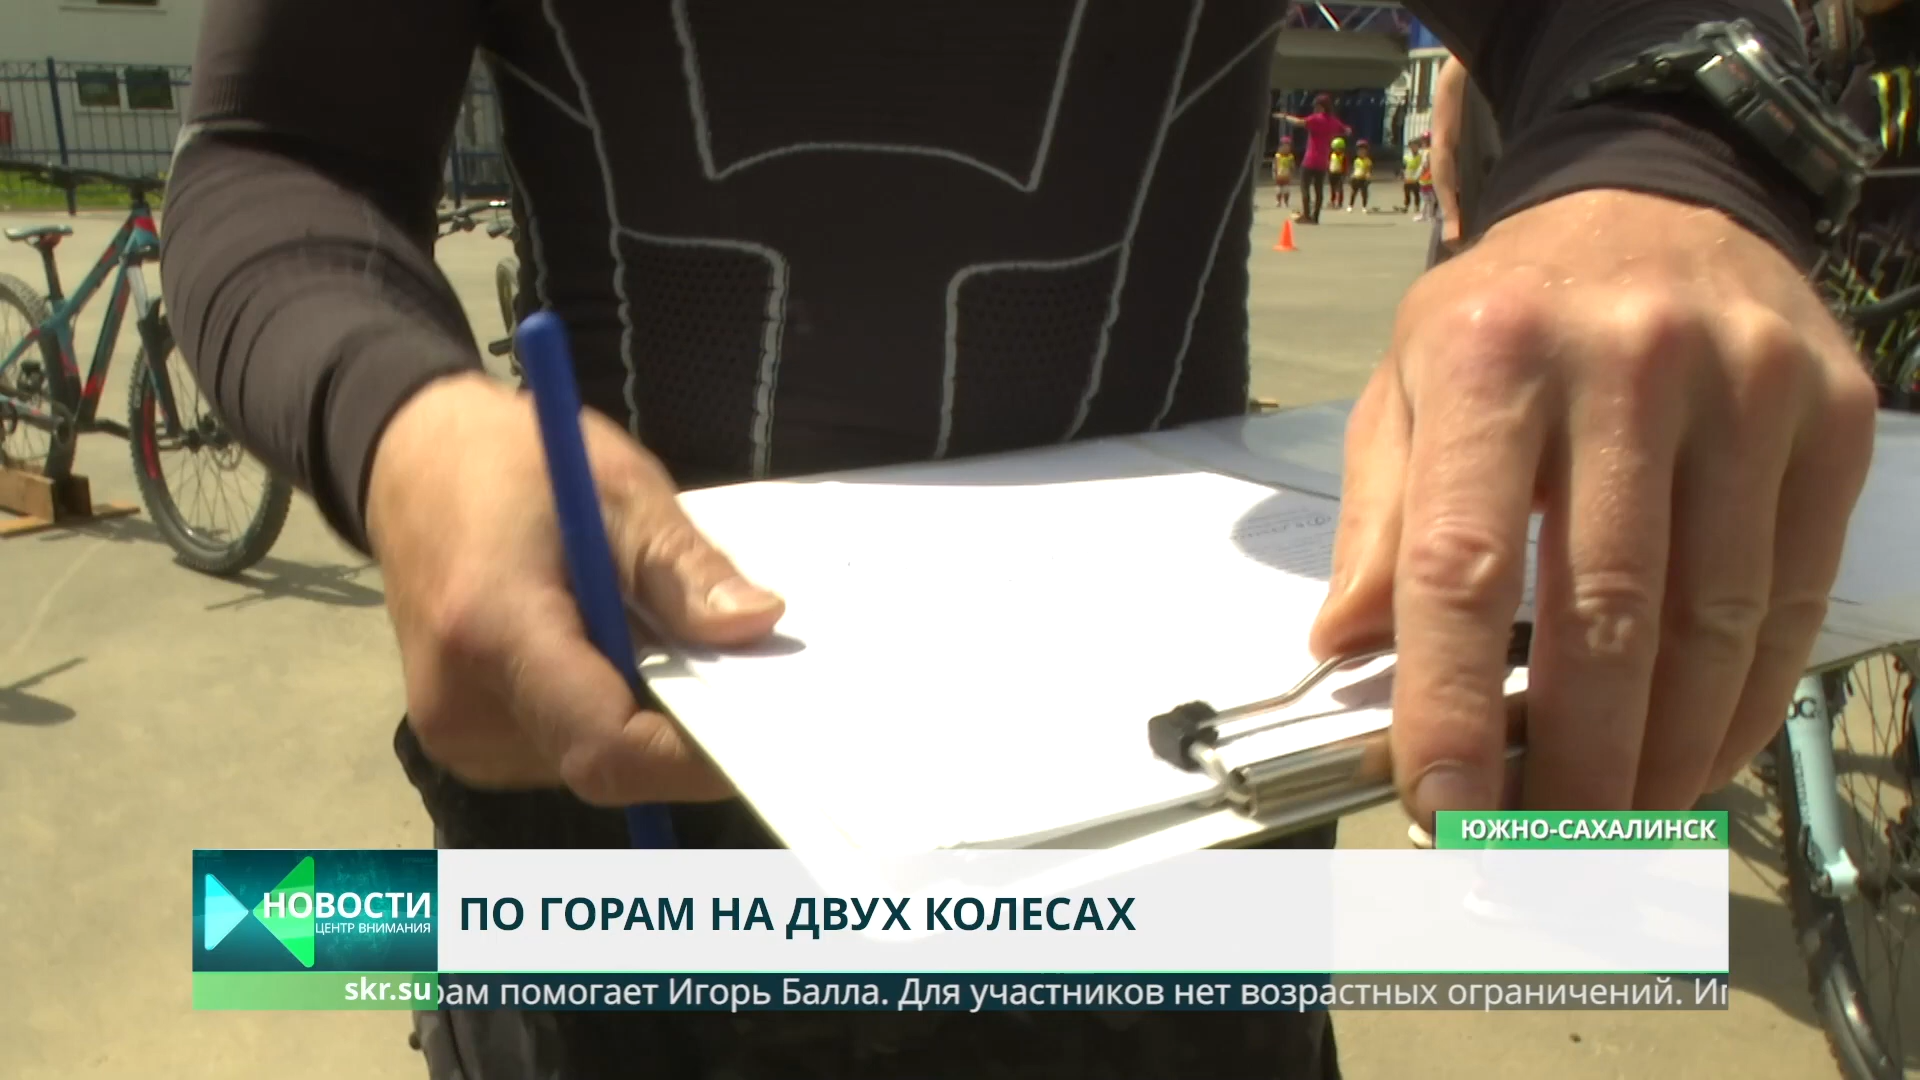 ЮЖНО-САХАЛИНСК
НОВОСТИ
ЦЕНТР ВНИМАНИЯ
ПО ГОРАМ НА ДВУХ КОЛЕСАХ
skr.su
рам помогает Игорь Балла. Для участников нет возрастных ограничений. Иг